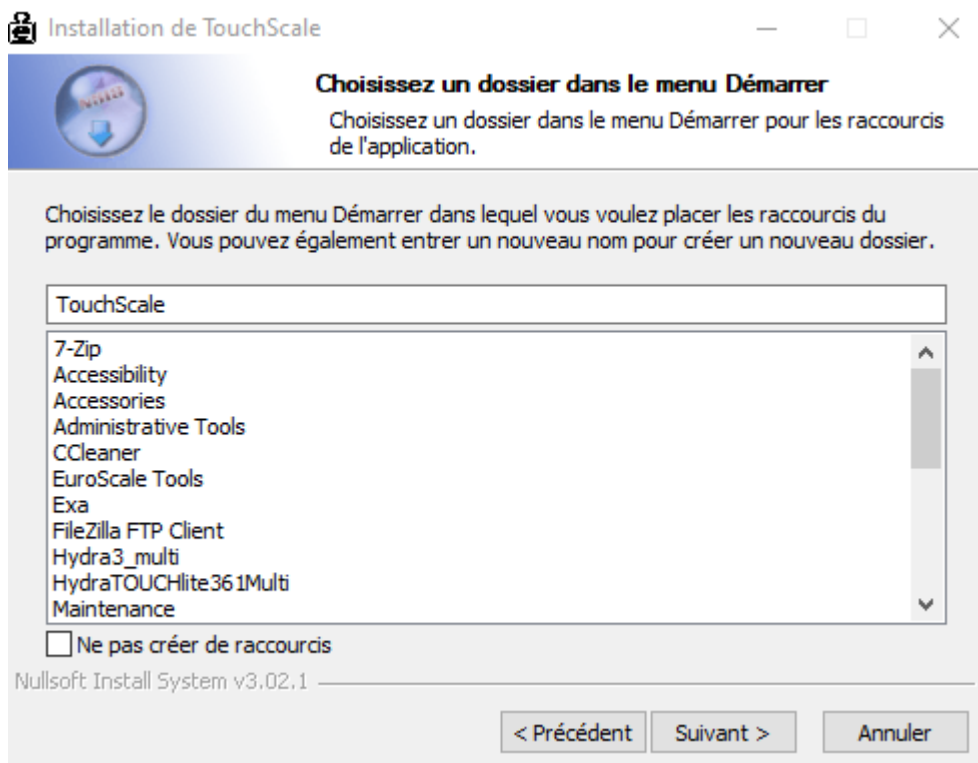 Installation de TouchScale
Choisissez un dossier dans le menu Démarrer
Choisissez un dossier dans le menu Démarrer pour les raccourcis
de l'application.
Choisissez le dossier du menu Démarrer dans lequel vous voulez placer les raccourcis du
programme. Vous pouvez également entrer un nouveau nom pour créer un nouveau dossier.
TouchScale
7-Zip
Accessibility
Accessories
Administrative Tools
CCleaner
EuroScale Tools
Exa
FileZilla FTP Client
Hydra3_multi
HydraTOUCHlite361Multi
Maintenance
Ne pas créer de raccourcis
Nullsoft Install System v3.02.1
< Précédent Suivant > Annuler